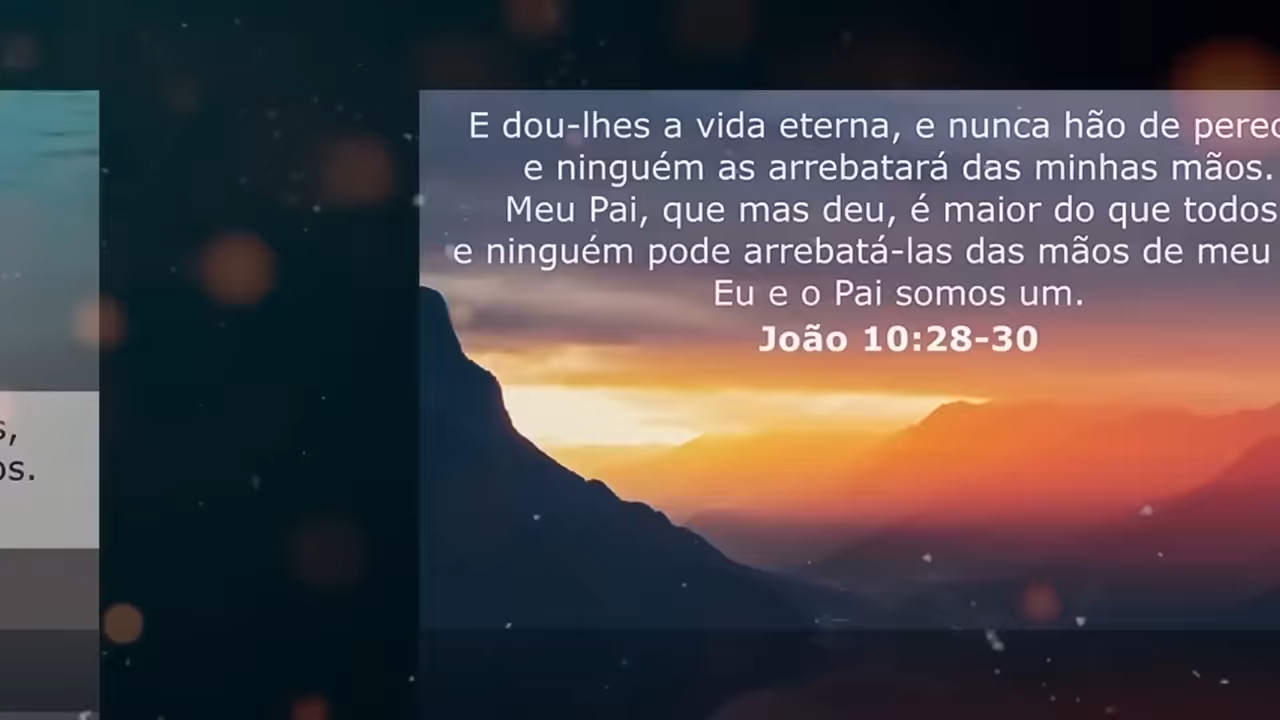 s,
os.
E dou-lhes a vida eterna, e nunca hão de perec
e ninguém as arrebatará das minhas mãos.
Meu Pai, que mas deu, é maior do que todos
e ninguém pode arrebatá-las das mãos de meu
Eu e o Pai somos um.
João 10:28-30